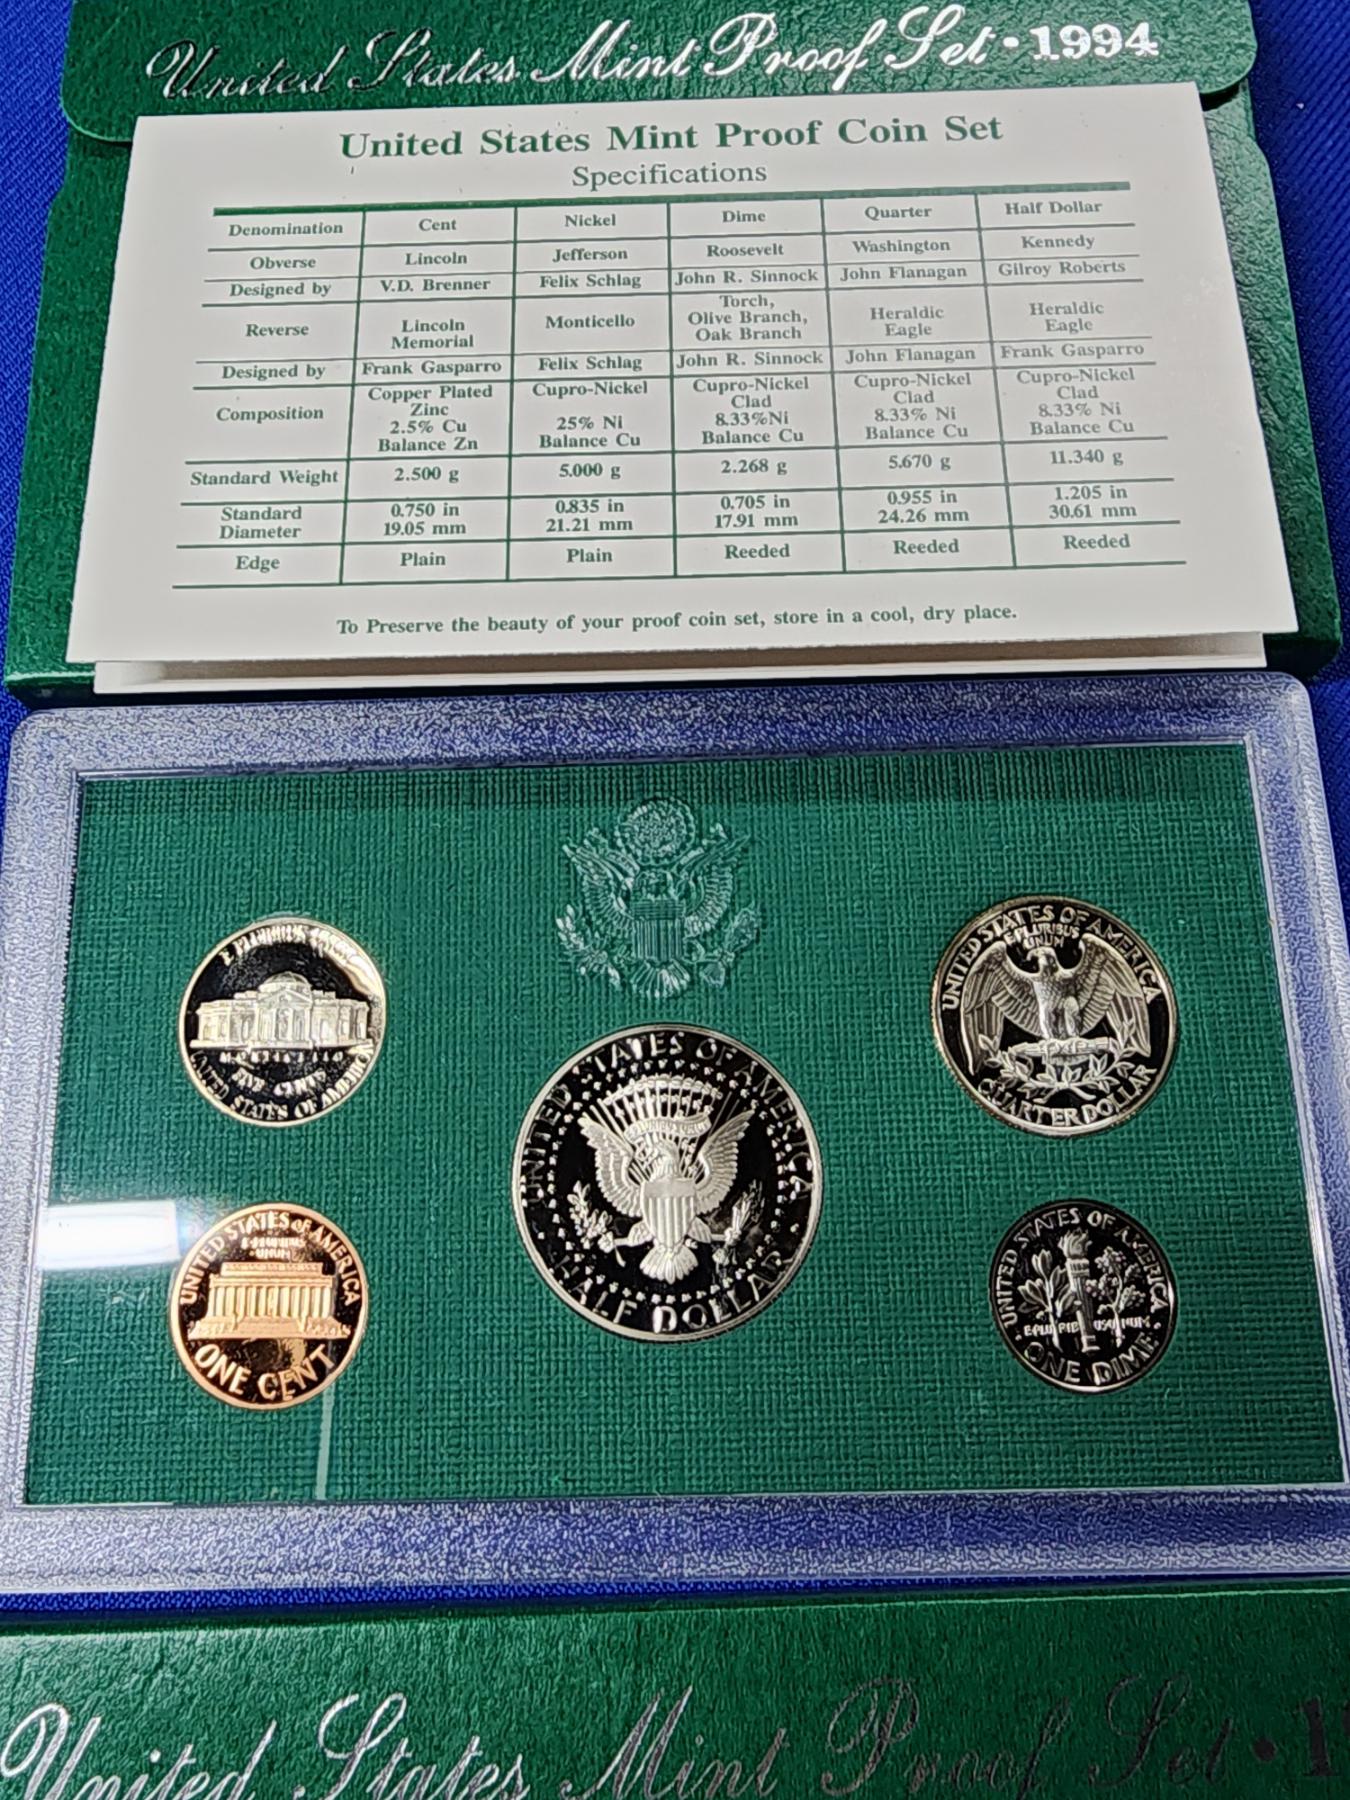 United States Mint Proof Set · 1994
United States Mint Proof Coin Set
Specifications
Denomination Cent Nickel Dime Quarter Half Dollar
Obverse Lincoln Jefferson Roosevelt Washington Kennedy
Designed by V.D. Brenner Felix Schlag John R. Sinnock John Flanagan Gilroy Roberts
Reverse Lincoln Memorial Monticello Torch, Olive Branch, Oak Branch Heraldic Eagle Heraldic Eagle
Designed by Frank Gasparro Felix Schlag John R. Sinnock John Flanagan Frank Gasparro
Composition Copper Plated Zinc 2.5% Cu Balance Zn Cupro-Nickel 25% Ni Balance Cu Cupro-Nickel Clad 8.33%Ni Balance Cu Cupro-Nickel Clad 8.33% Ni Balance Cu Cupro-Nickel Clad 8.33% Ni Balance Cu
Standard Weight 2.500 g 5.000 g 2.268 g 5.670 g 11.340 g
Standard Diameter 0.750 in 19.05 mm 0.835 in 21.21 mm 0.705 in 17.91 mm 0.955 in 24.26 mm 1.205 in 30.61 mm
Edge Plain Plain Reeded Reeded Reeded
To Preserve the beauty of your proof coin set, store in a cool, dry place.
E PLURIBUS
FIVE CENTS
UNITED STATES OF AMERICA
UNITED STATES OF AMERICA
E PLURIBUS
UNUM
QUARTER DOLLAR
UNITED STATES OF AMERICA
HALF DOLLAR
UNITED STATES OF AMERICA
E PLURIBUS
UNUM
ONE CENT
UNITED STATES OF AMERICA
E PLURIBUS UNUM
ONE DIME
United States Mint Proof Set · 1